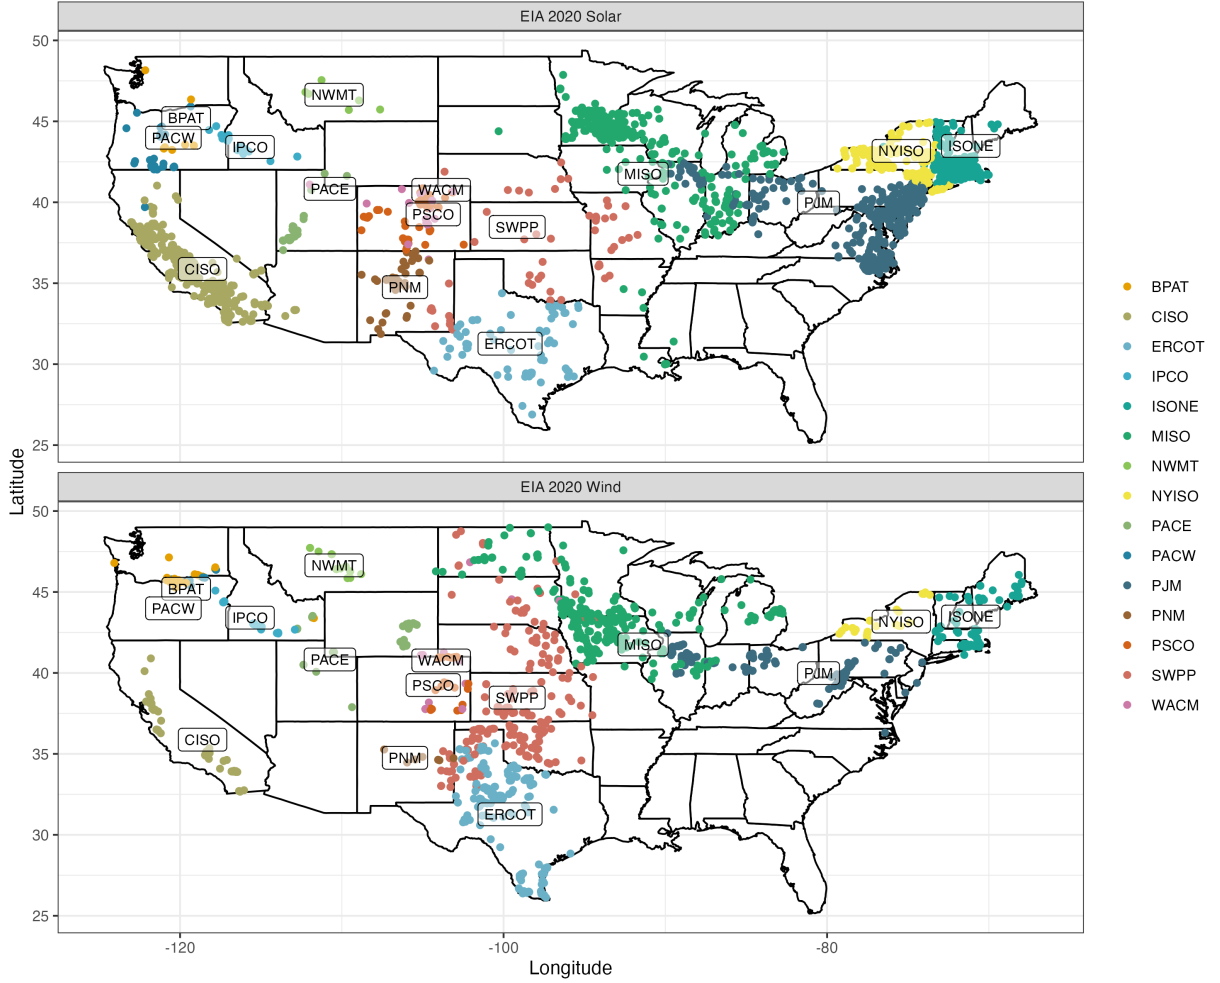 EIA 2020 Solar
50
45
40
35
30
25
NWMT
BPAT
PACW
IPCO
NYISO
ISONE
MISO
PACE
WACM
PJM
PSCO
SWPP
CISO
PNM
ERCOT
EIA 2020 Wind
50
45
40
35
30
25
NWMT
BPAT
PACW
IPCO
NYISO
ISONE
MISO
PACE
WACM
PJM
PSCO
SWPP
CISO
PNM
ERCOT
-120
-100
-80
Longitude
Latitude
BPAT
CISO
ERCOT
IPCO
ISONE
MISO
NWMT
NYISO
PACE
PACW
PJM
PNM
PSCO
SWPP
WACM